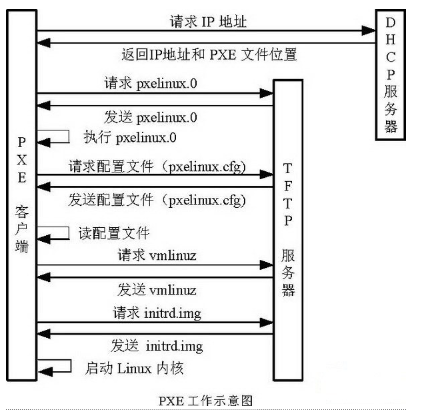 请求 IP 地址
返回IP地址和 PXE 文件位置
DHCP服务器
请求 pxelinux.0
发送 pxelinux.0
执行 pxelinux.0
请求配置文件（pxelinux.cfg)
发送配置文件（pxelinux.cfg)
读配置文件
请求 vmlinuz
发送 vmlinuz
请求 initrd.img
发送 initrd.img
启动 Linux 内核
PXE 客户端
TFTP 服务器
PXE 工作示意图